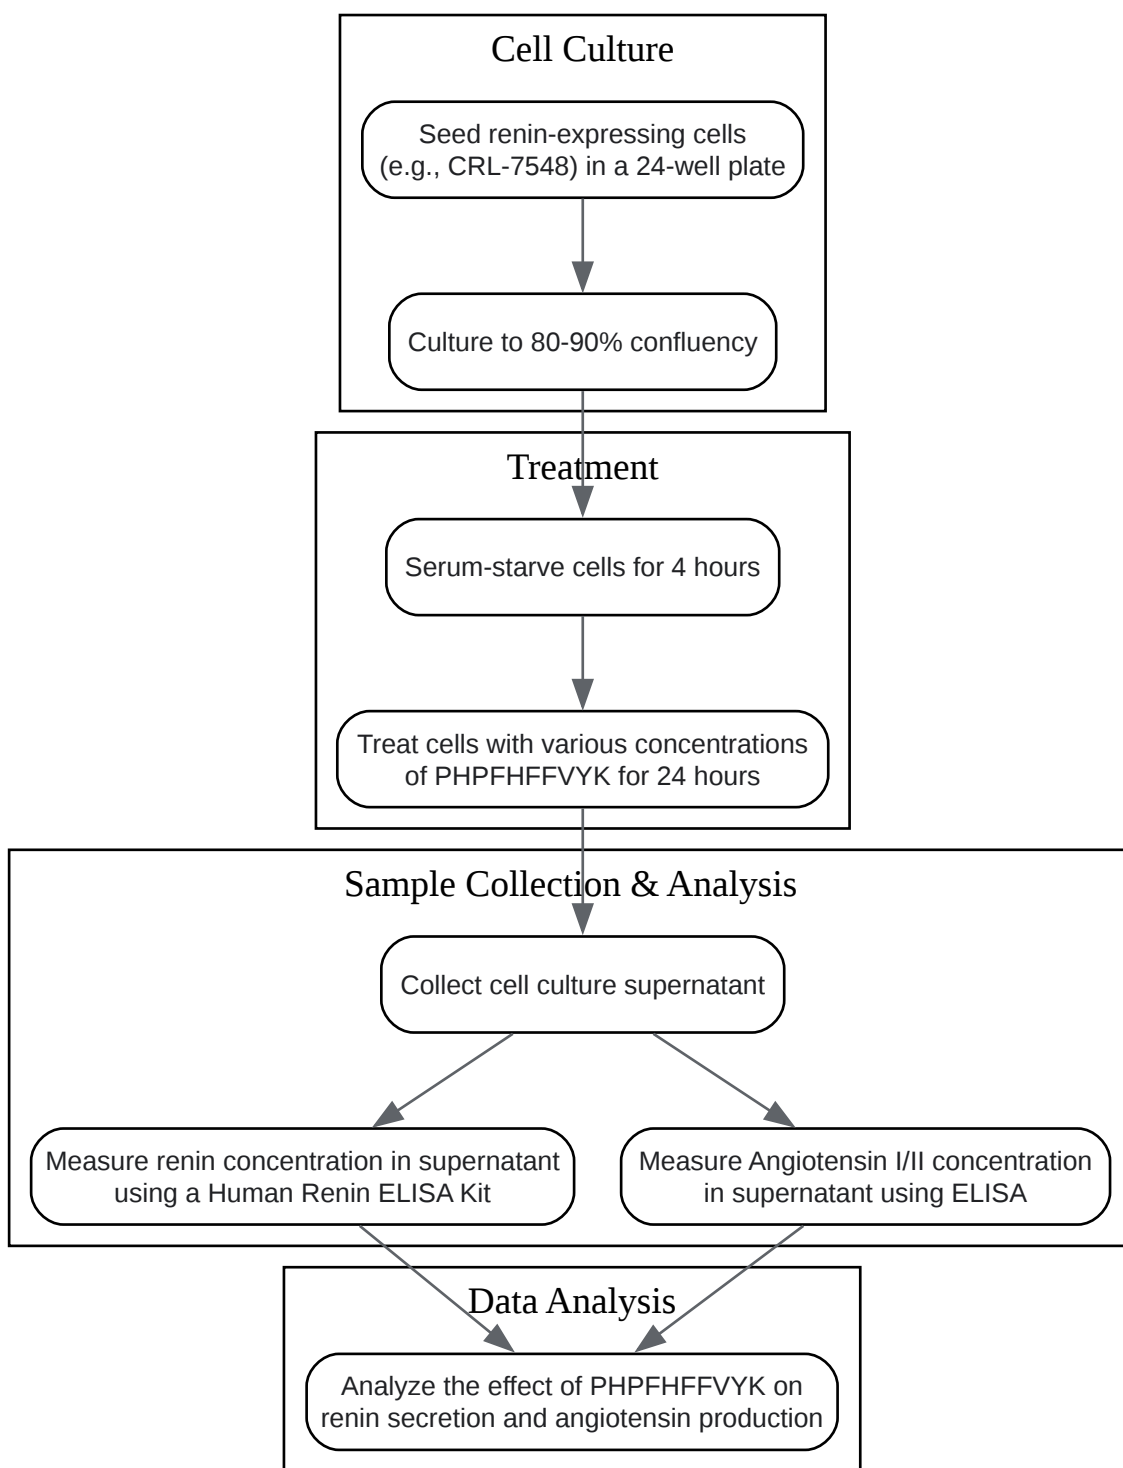 Cell Culture
Seed renin-expressing cells
(e.g., CRL-7548) in a 24-well plate
Culture to 80-90% confluency
Treatment
Serum-starve cells for 4 hours
Treat cells with various concentrations
of PHPFHFFVYK for 24 hours
Sample Collection & Analysis
Collect cell culture supernatant
Measure renin concentration in supernatant
using a Human Renin ELISA Kit
Measure Angiotensin I/II concentration
in supernatant using ELISA
Data Analysis
Analyze the effect of PHPFHFFVYK on
renin secretion and angiotensin production